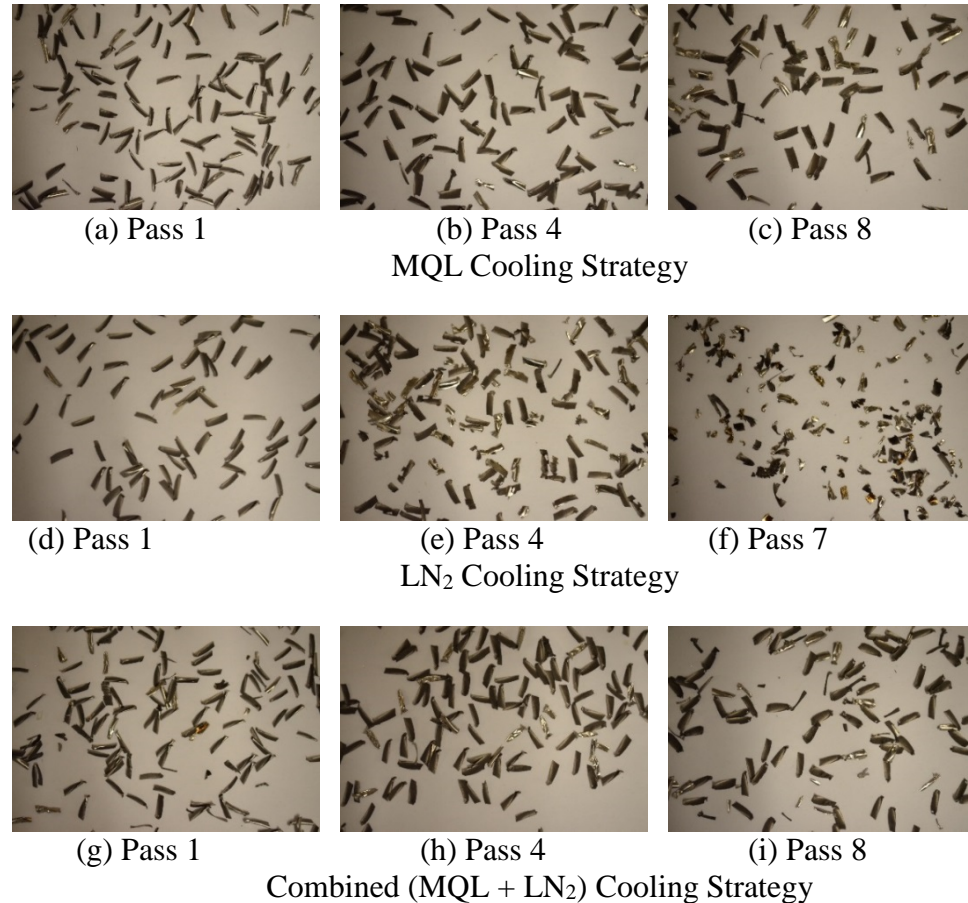 (a) Pass 1 (b) Pass 4 (c) Pass 8
MQL Cooling Strategy
(d) Pass 1 (e) Pass 4 (f) Pass 7
LN₂ Cooling Strategy
(g) Pass 1 (h) Pass 4 (i) Pass 8
Combined (MQL + LN₂) Cooling Strategy